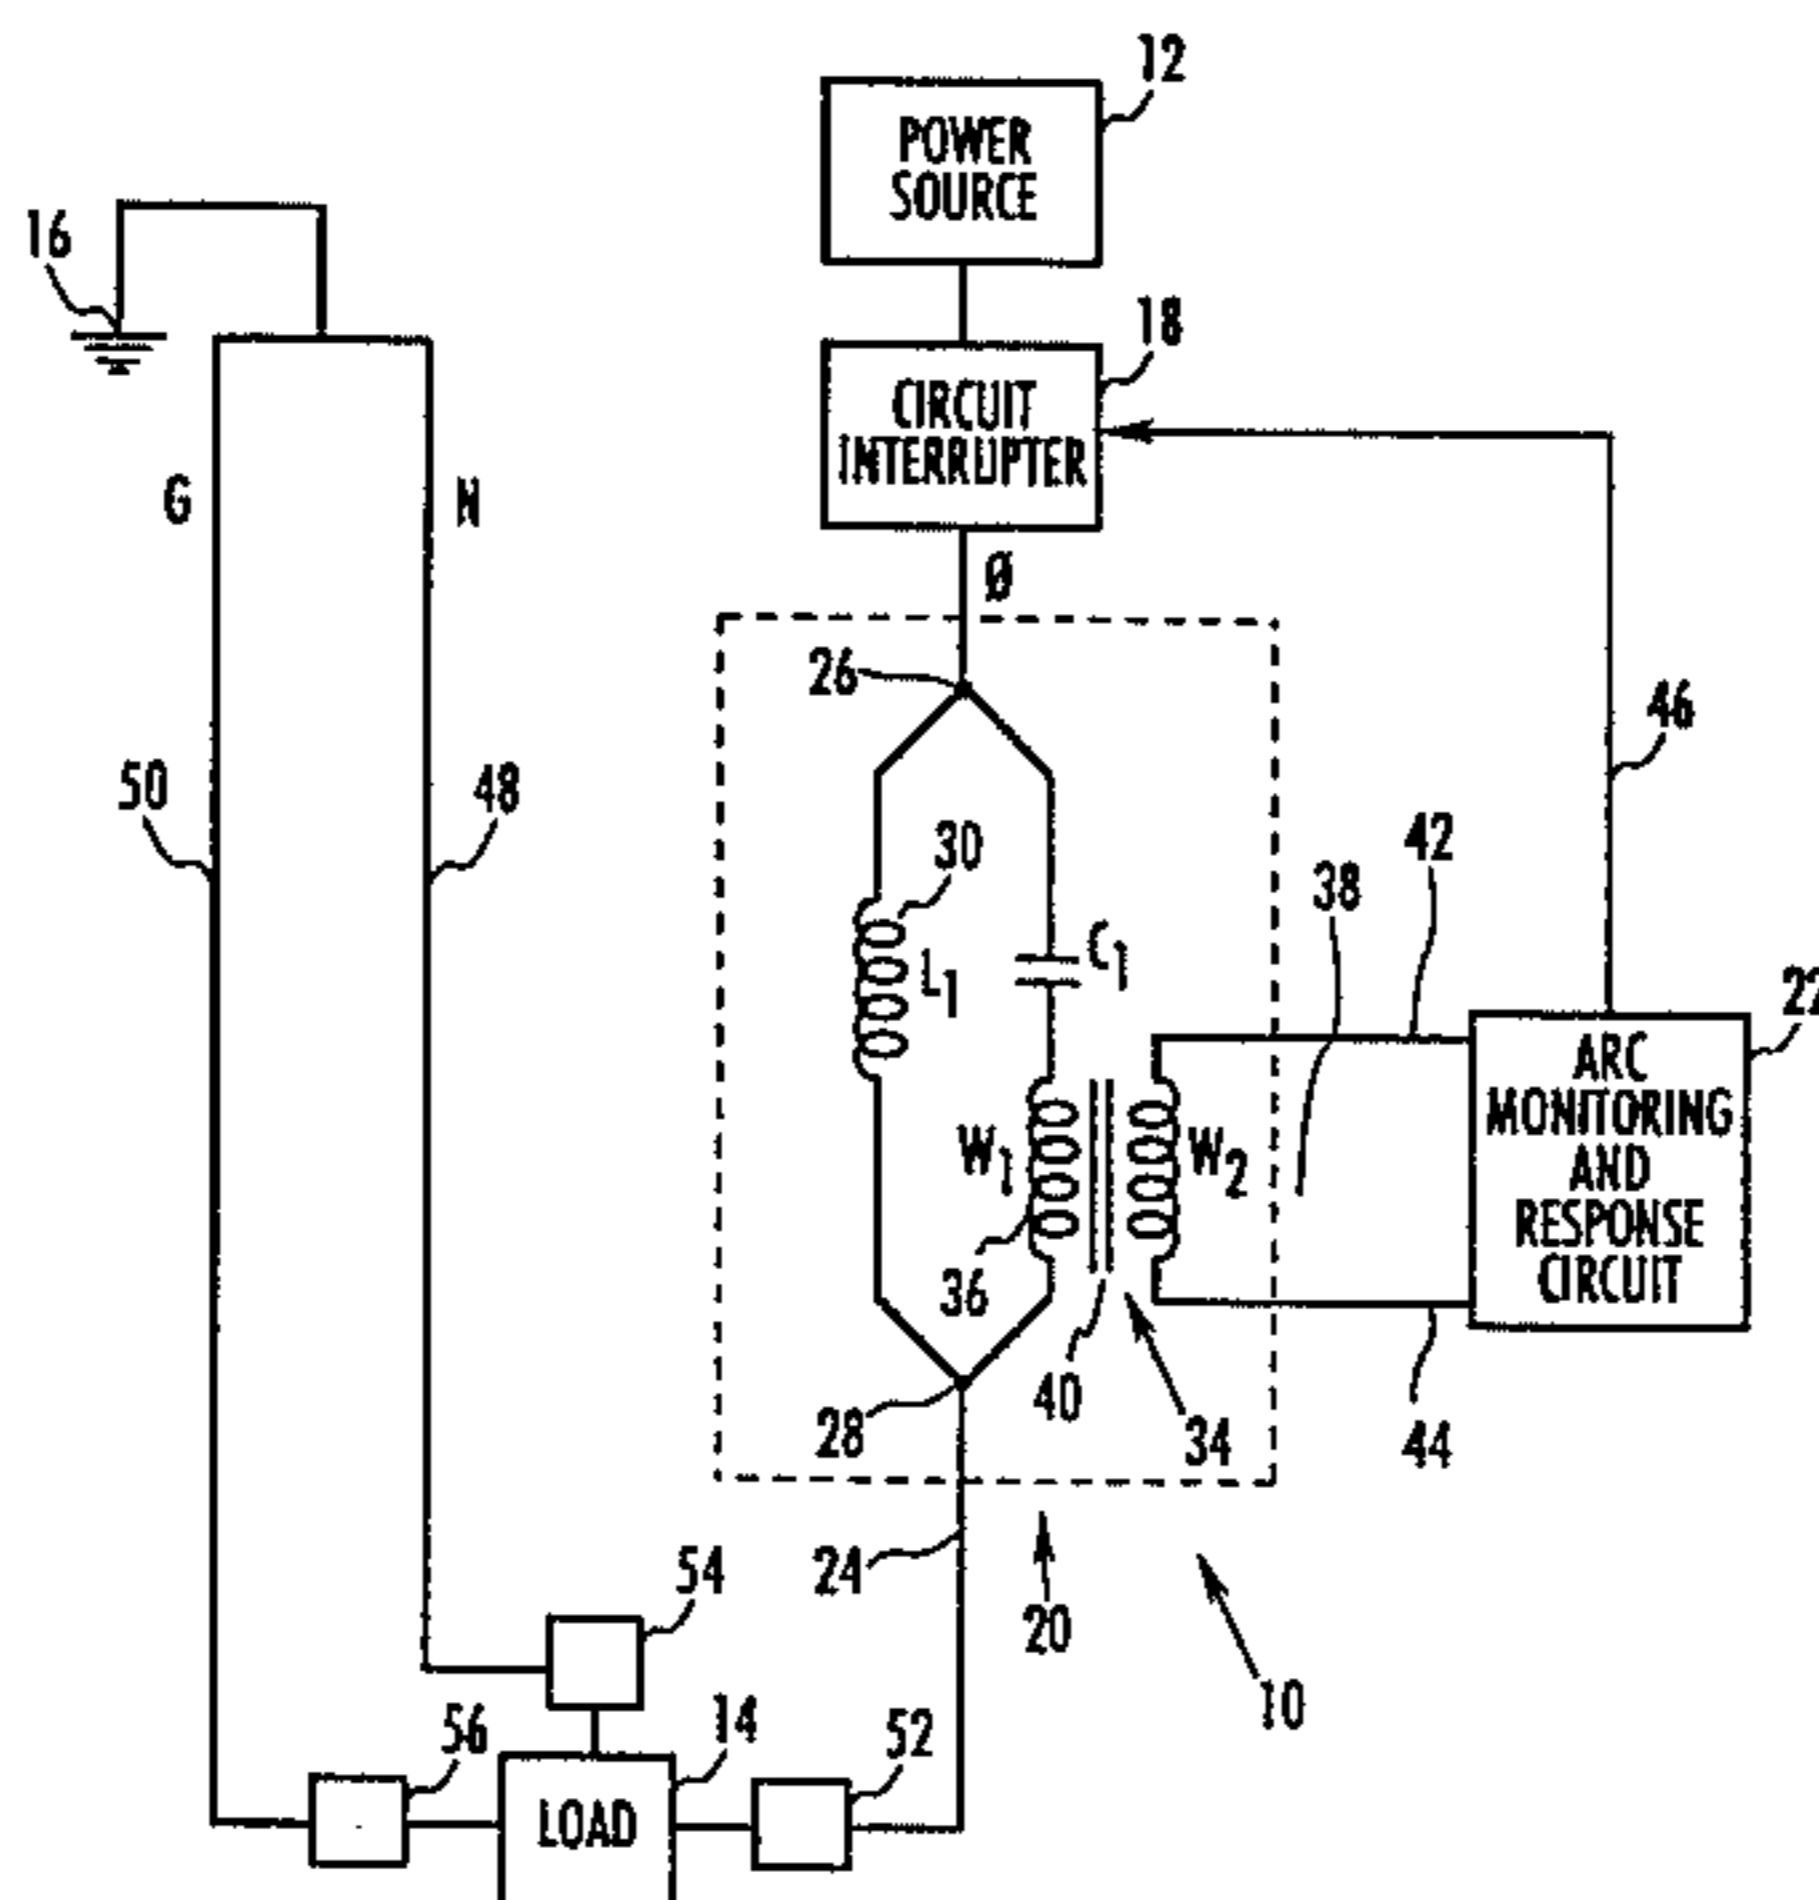 12
POWER
SOURCE
16
18
CIRCUIT
INTERRUPTER
G
N
Ø
26
46
50
48
30
42
38
L1
C1
22
ARC
MONITORING
AND
RESPONSE
CIRCUIT
W1
W2
36
40
28
34
44
24
20
54
10
56
14
52
LOAD